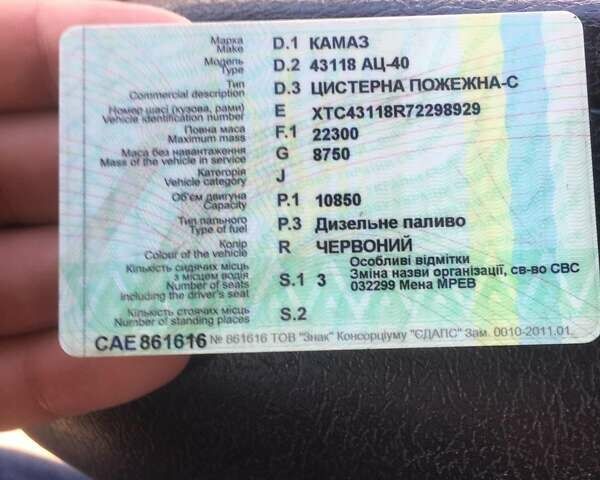 Марка D.1 КАМАЗ
Make
Модель D.2 43118 АЦ-40
Type
Тип D.3 ЦИСТЕРНА ПОЖЕЖНА-С
Commercial description
Номер шасі (кузова, рами) E XTC43118R72298929
Vehicle identification number
Повна маса F.1 22300
Maximum mass
Маса без навантаження G 8750
Mass of the vehicle in service
Категорія J
Vehicle category
Об'єм двигуна P.1 10850
Capacity
Тип пального P.3 Дизельне паливо
Type of fuel
Колір R ЧЕРВОНИЙ
Colour of the vehicle
Кількість сидячих місць з місцем водія S.1 3
Number of seats including the driver's seat
Особливі відмітки
Зміна назви організації, св-во СВС
032299 Мена МРЕВ
Кількість стоячих місць S.2
Number of standing places
САЕ861616 № 861616 ТОВ "Знак" Консорціуму "ЄДАПС" Зам. 0010-2011.01